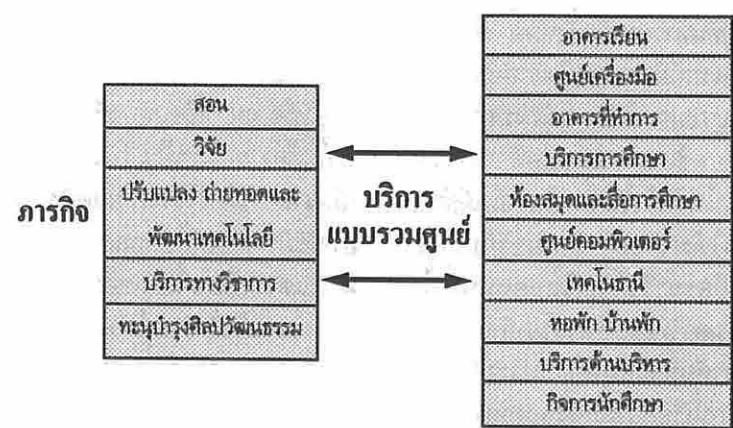 ภารกิจ
สอน
วิจัย
ปรับแปลง ถ่ายทอดและ
พัฒนาเทคโนโลยี
บริการทางวิชาการ
ทะนุบำรุงศิลปวัฒนธรรม
บริการ
แบบรวมศูนย์
อาคารเรียน
ศูนย์เครื่องมือ
อาคารที่ทำการ
บริการการศึกษา
ห้องสมุดและสื่อการศึกษา
ศูนย์คอมพิวเตอร์
เทคโนธานี
หอพัก บ้านพัก
บริการด้านบริหาร
กิจการนักศึกษา